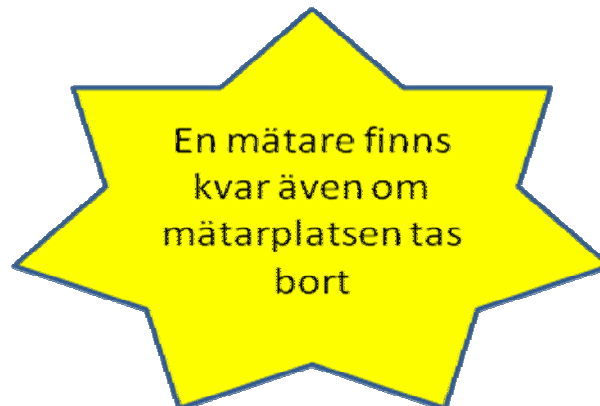 En mätare finns
kvar även om
mätarplatsen tas
bort